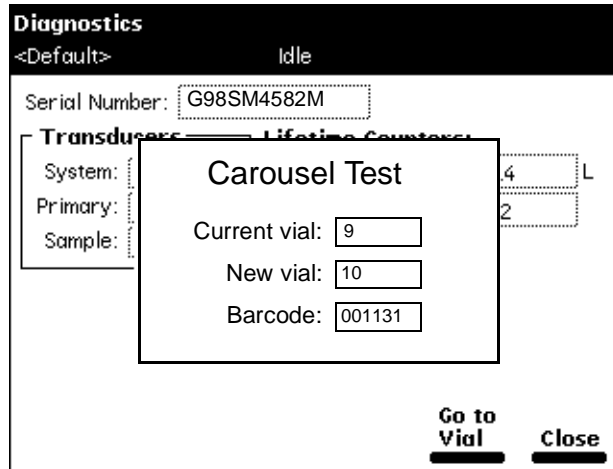 Diagnostics
<Default> Idle
Serial Number: G98SM4582M
Transdusers Lifetime Counters:
System: .4 L
Primary: 2
Sample:
Carousel Test
Current vial: 9
New vial: 10
Barcode: 001131
Go to
Vial Close